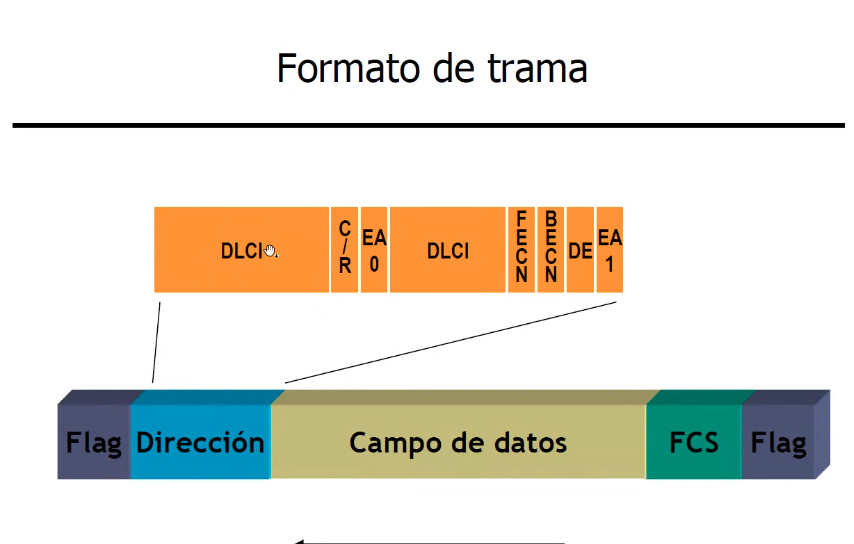 Formato de trama
DLCI C/R EA 0 DLCI FECN BECN DE EA 1
Flag Dirección Campo de datos FCS Flag